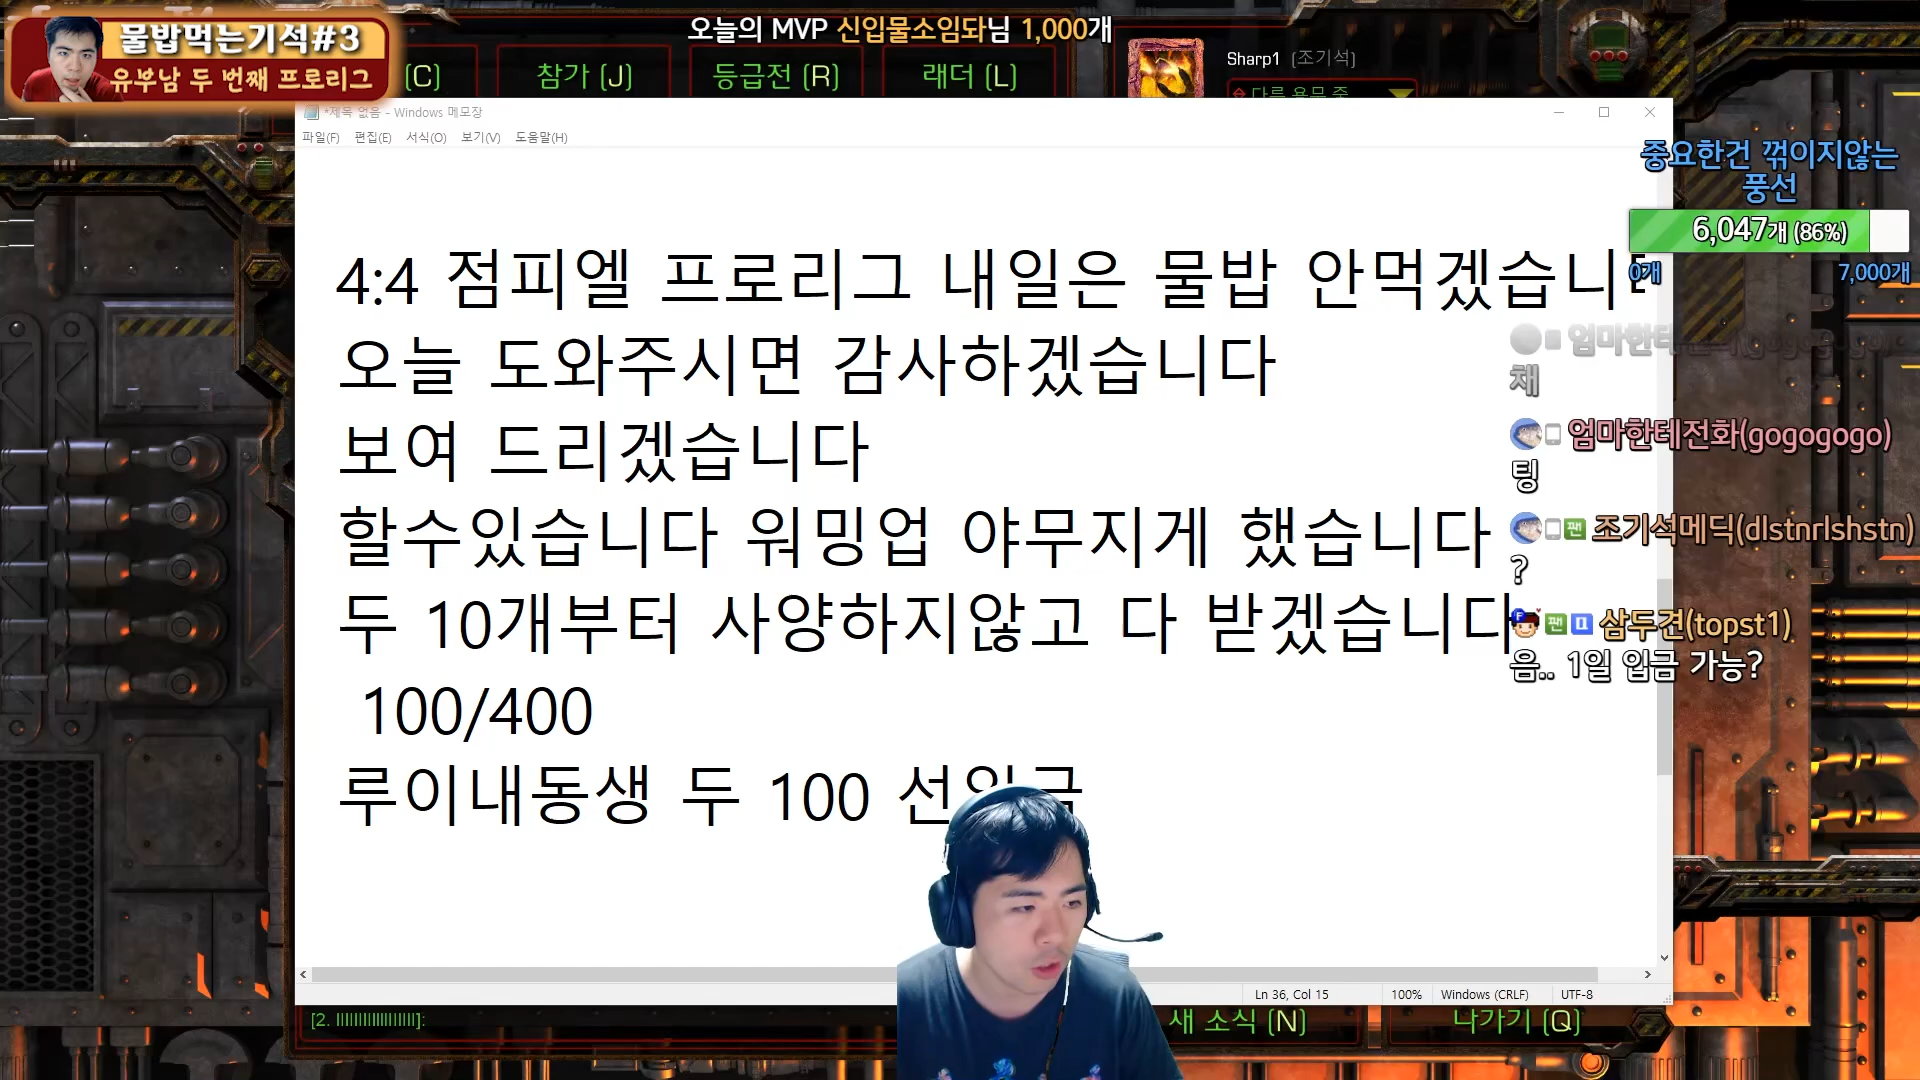 물밥먹는기석#3
유부남 두 번째 프로리그
오늘의 MVP 신입물소임돠님 1,000개
(C)
참가 (J)
등급전 (R)
래더 (L)
Sharp1 (조기석)
다른 용무 중
*제목 없음 - Windows 메모장
파일(F) 편집(E) 서식(O) 보기(V) 도움말(H)
중요한건 꺾이지않는
풍선
6,047개 (86%)
0개
7,000개
4:4 점피엘 프로리그 내일은 물밥 안먹겠습니
오늘 도와주시면 감사하겠습니다
보여 드리겠습니다
할수있습니다 워밍업 야무지게 했습니다
두 10개부터 사양하지않고 다 받겠습니다
100/400
루이내동생 두 100
엄마한테
채
엄마한테전화(gogogogo)
팅
조기석메딕(dlstnrlshstn)
?
삼두견(topst1)
음.. 1일 입금 가능?
Ln 36, Col 15
100%
Windows (CRLF)
UTF-8
새 소식 (N)
나가기 (Q)